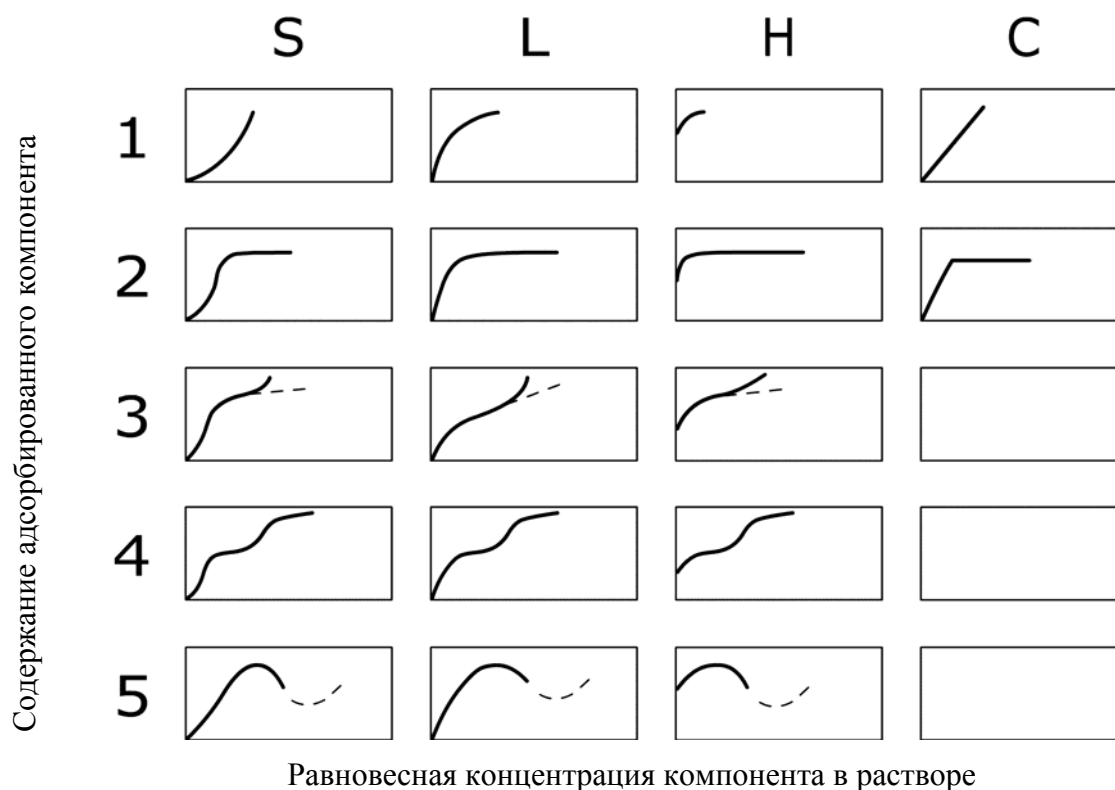 S L H C
1
2
3
4
5
Содержание адсорбированного компонента
Равновесная концентрация компонента в растворе